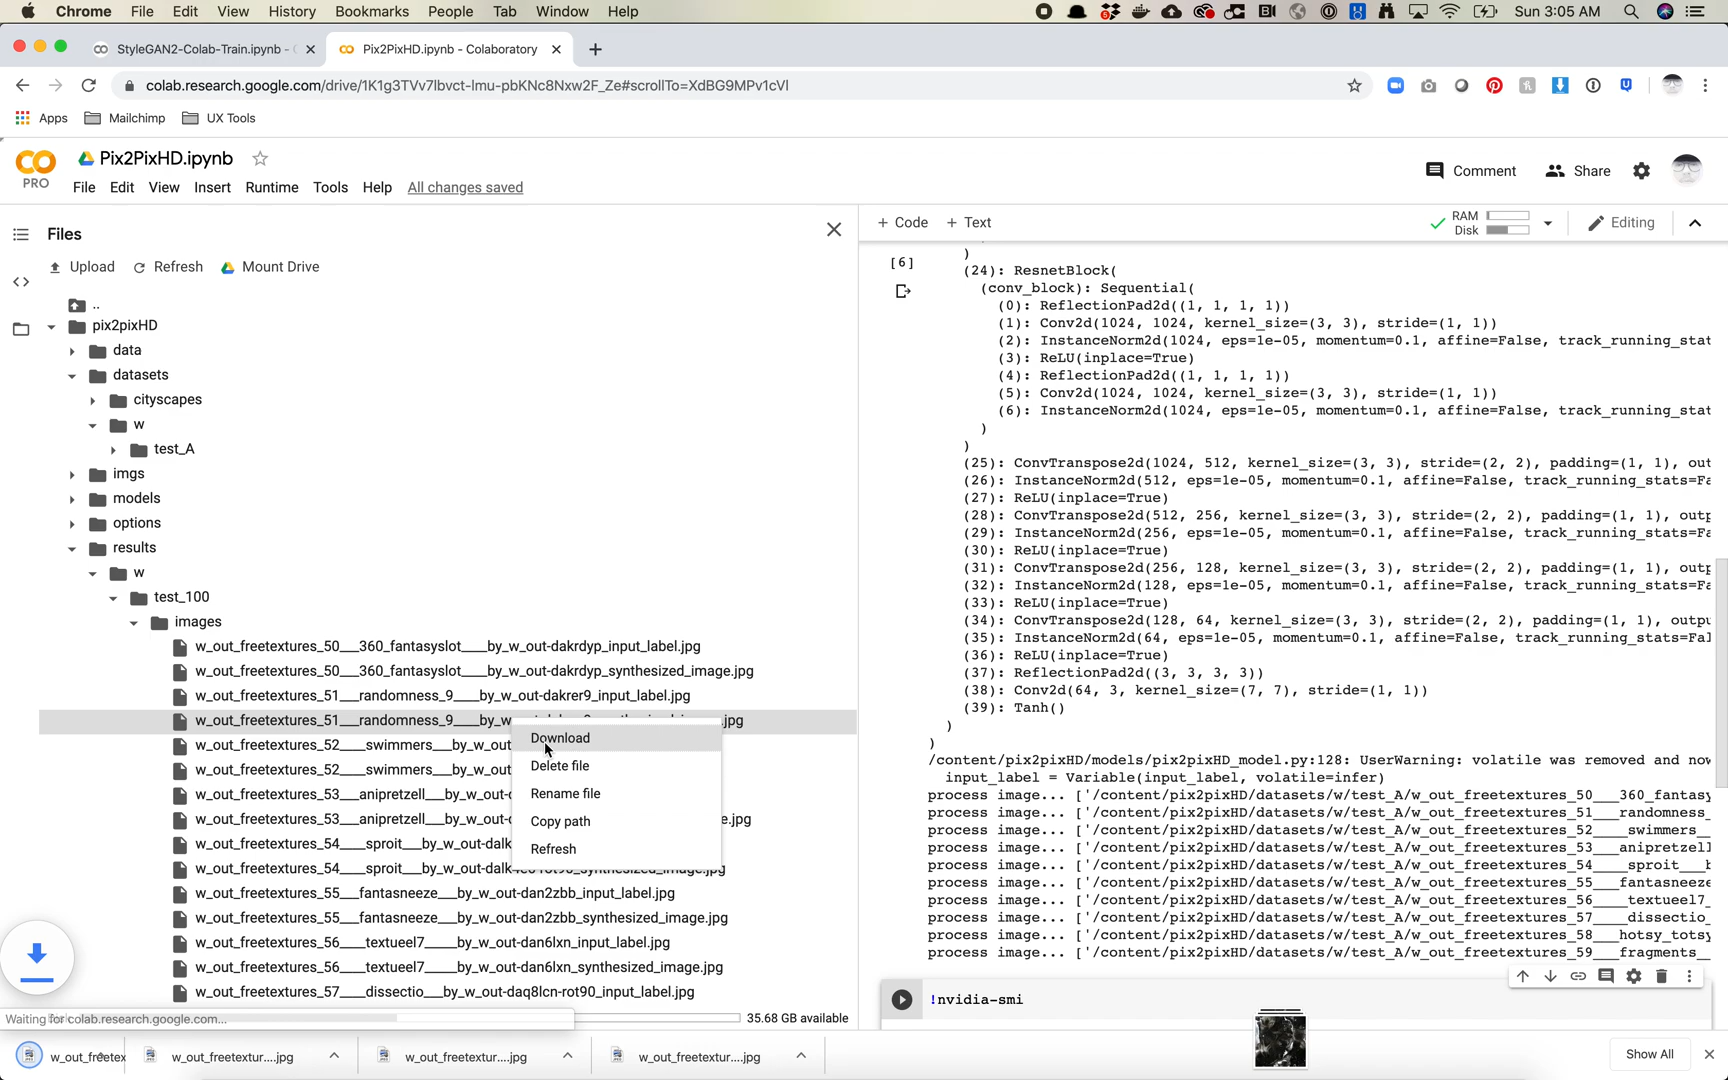 Chrome File Edit View History Bookmarks People Tab Window Help Sun 3:05 AM
StyleGAN2-Colab-Train.ipynb - Pix2PixHD.ipynb - Colaboratory
colab.research.google.com/drive/1K1g3TVv7lbvct-lmu-pbKNc8Nxw2F_Ze#scrollTo=XdBG9MPv1cVl
Apps Mailchimp UX Tools
CO PRO
Pix2PixHD.ipynb
File Edit View Insert Runtime Tools Help All changes saved
Comment Share
Files
Upload Refresh Mount Drive
..
pix2pixHD
data
datasets
cityscapes
w
test_A
imgs
models
options
results
w
test_100
images
w_out_freetextures_50___360_fantasyslot____by_w_out-dakrdyp_input_label.jpg
w_out_freetextures_50___360_fantasyslot____by_w_out-dakrdyp_synthesized_image.jpg
w_out_freetextures_51___randomness_9____by_w_out-dakrer9_input_label.jpg
w_out_freetextures_51___randomness_9____by_w .jpg
w_out_freetextures_52____swimmers___by_w_out
w_out_freetextures_52____swimmers___by_w_out
w_out_freetextures_53___anipretzell___by_w_out-
w_out_freetextures_53___anipretzell___by_w_out- e.jpg
w_out_freetextures_54___sproit___by_w_out-dalk
w_out_freetextures_54___sproit___by_w_out-dalk synthesized_image.jpg
w_out_freetextures_55___fantasneeze___by_w_out-dan2zbb_input_label.jpg
w_out_freetextures_55___fantasneeze___by_w_out-dan2zbb_synthesized_image.jpg
w_out_freetextures_56____textueel7_____by_w_out-dan6lxn_input_label.jpg
w_out_freetextures_56____textueel7_____by_w_out-dan6lxn_synthesized_image.jpg
w_out_freetextures_57____dissectio___by_w_out-daq8lcn-rot90_input_label.jpg
Download
Delete file
Rename file
Copy path
Refresh
Waiting for colab.research.google.com...
35.68 GB available
+ Code + Text
RAM
Disk
Editing
[6]
)
(24): ResnetBlock(
(conv_block): Sequential(
(0): ReflectionPad2d((1, 1, 1, 1))
(1): Conv2d(1024, 1024, kernel_size=(3, 3), stride=(1, 1))
(2): InstanceNorm2d(1024, eps=1e-05, momentum=0.1, affine=False, track_running_stat
(3): ReLU(inplace=True)
(4): ReflectionPad2d((1, 1, 1, 1))
(5): Conv2d(1024, 1024, kernel_size=(3, 3), stride=(1, 1))
(6): InstanceNorm2d(1024, eps=1e-05, momentum=0.1, affine=False, track_running_stat
)
)
(25): ConvTranspose2d(1024, 512, kernel_size=(3, 3), stride=(2, 2), padding=(1, 1), out
(26): InstanceNorm2d(512, eps=1e-05, momentum=0.1, affine=False, track_running_stats=Fa
(27): ReLU(inplace=True)
(28): ConvTranspose2d(512, 256, kernel_size=(3, 3), stride=(2, 2), padding=(1, 1), outp
(29): InstanceNorm2d(256, eps=1e-05, momentum=0.1, affine=False, track_running_stats=Fa
(30): ReLU(inplace=True)
(31): ConvTranspose2d(256, 128, kernel_size=(3, 3), stride=(2, 2), padding=(1, 1), outp
(32): InstanceNorm2d(128, eps=1e-05, momentum=0.1, affine=False, track_running_stats=Fa
(33): ReLU(inplace=True)
(34): ConvTranspose2d(128, 64, kernel_size=(3, 3), stride=(2, 2), padding=(1, 1), outpu
(35): InstanceNorm2d(64, eps=1e-05, momentum=0.1, affine=False, track_running_stats=Fal
(36): ReLU(inplace=True)
(37): ReflectionPad2d((3, 3, 3, 3))
(38): Conv2d(64, 3, kernel_size=(7, 7), stride=(1, 1))
(39): Tanh()
)
)
/content/pix2pixHD/models/pix2pixHD_model.py:128: UserWarning: volatile was removed and now
input_label = Variable(input_label, volatile=infer)
process image... ['/content/pix2pixHD/datasets/w/test_A/w_out_freetextures_50___360_fantasy
process image... ['/content/pix2pixHD/datasets/w/test_A/w_out_freetextures_51___randomness_
process image... ['/content/pix2pixHD/datasets/w/test_A/w_out_freetextures_52____swimmers__
process image... ['/content/pix2pixHD/datasets/w/test_A/w_out_freetextures_53___anipretzell
process image... ['/content/pix2pixHD/datasets/w/test_A/w_out_freetextures_54____sproit___b
process image... ['/content/pix2pixHD/datasets/w/test_A/w_out_freetextures_55___fantasneeze
process image... ['/content/pix2pixHD/datasets/w/test_A/w_out_freetextures_56____textueel7_
process image... ['/content/pix2pixHD/datasets/w/test_A/w_out_freetextures_57____dissectio_
process image... ['/content/pix2pixHD/datasets/w/test_A/w_out_freetextures_58___hotsy_totsy
process image... ['/content/pix2pixHD/datasets/w/test_A/w_out_freetextures_59___fragments__
!nvidia-smi
w_out_freetex w_out_freetextur....jpg w_out_freetextur....jpg w_out_freetextur....jpg Show All